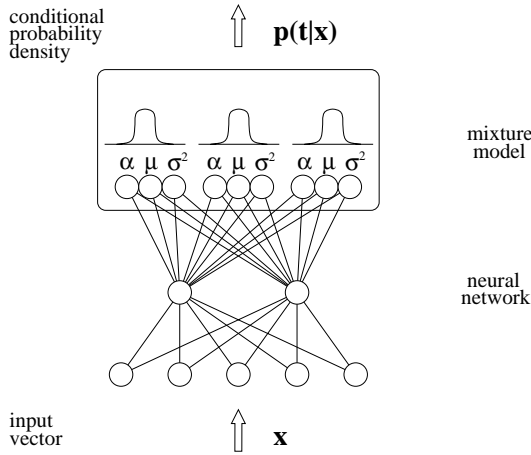 conditional
probability
density
p(t|x)
mixture
model
α μ σ² α μ σ² α μ σ²
neural
network
input
vector
x